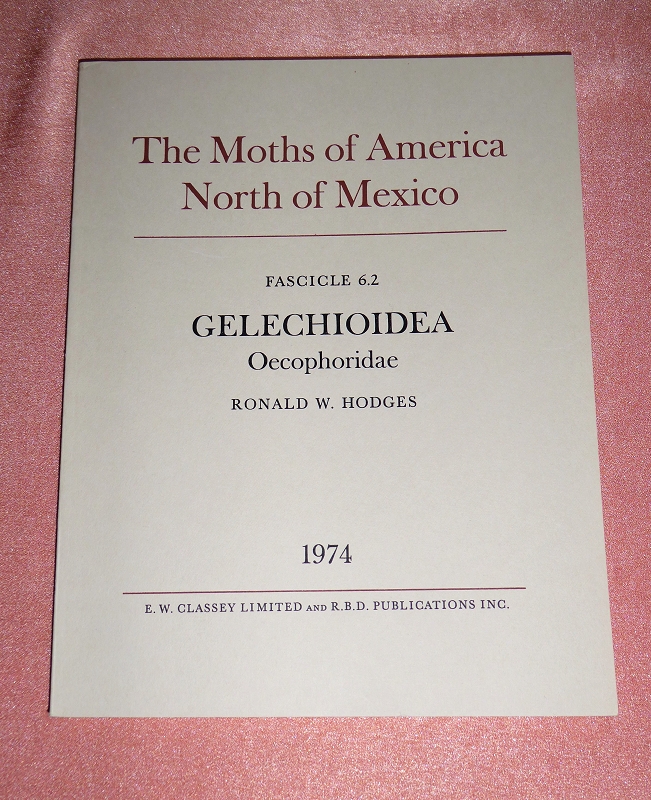 The Moths of America
North of Mexico
FASCICLE 6.2
GELECHIOIDEA
Oecophoridae
RONALD W. HODGES
1974
E. W. CLASSEY LIMITED AND R.B.D. PUBLICATIONS INC.